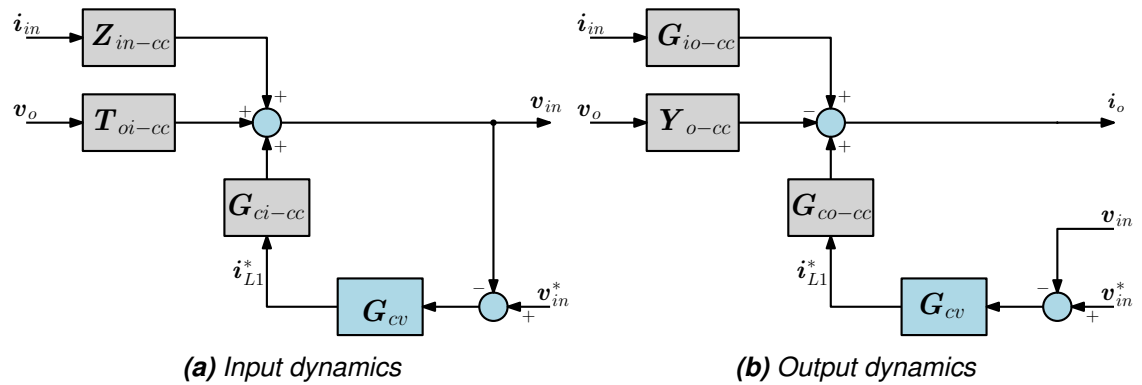 i_in
Z_in−cc
+
v_o
T_oi−cc
+
v_in
+
G_ci−cc
i*_L1
G_cv
−
v*_in
+
(a) Input dynamics
i_in
G_io−cc
+
v_o
Y_o−cc
−
i_o
+
G_co−cc
v_in
i*_L1
G_cv
−
v*_in
+
(b) Output dynamics